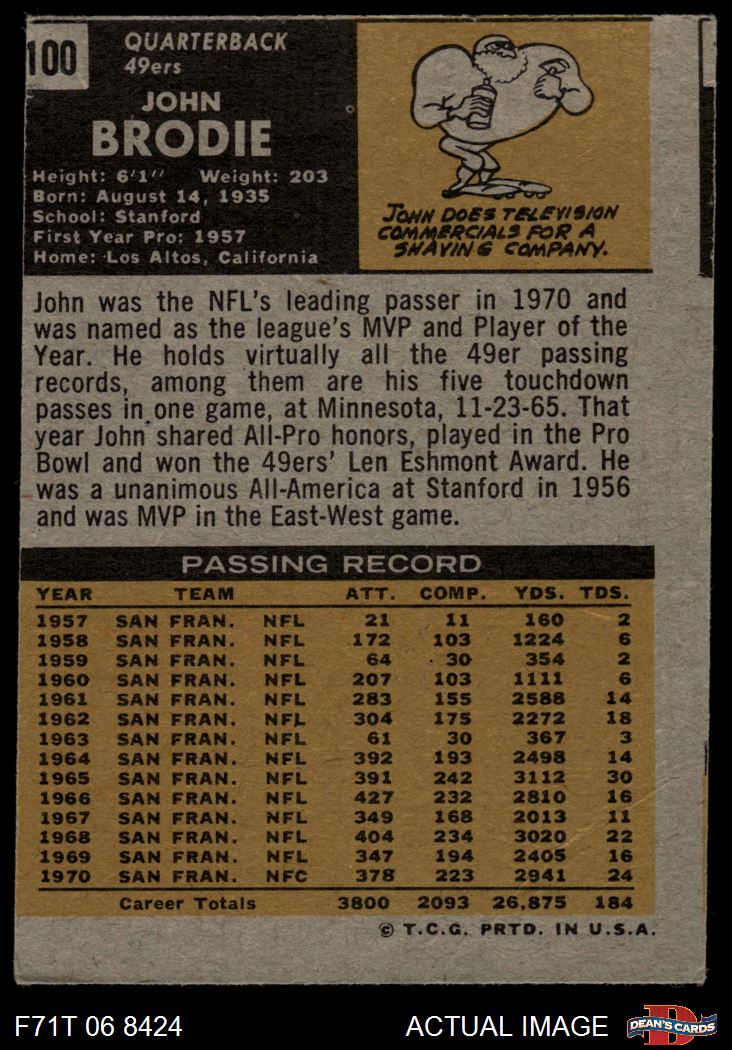 100
QUARTERBACK
49ers
JOHN
BRODIE
Height: 6'1'' Weight: 203
Born: August 14, 1935
School: Stanford
First Year Pro: 1957
Home: Los Altos, California
JOHN DOES TELEVISION
COMMERCIALS FOR A
SHAVING COMPANY.
John was the NFL's leading passer in 1970 and
was named as the league's MVP and Player of the
Year. He holds virtually all the 49er passing
records, among them are his five touchdown
passes in one game, at Minnesota, 11-23-65. That
year John shared All-Pro honors, played in the Pro
Bowl and won the 49ers' Len Eshmont Award. He
was a unanimous All-America at Stanford in 1956
and was MVP in the East-West game.
PASSING RECORD
YEAR TEAM ATT. COMP. YDS. TDS.
1957 SAN FRAN. NFL 21 11 160 2
1958 SAN FRAN. NFL 172 103 1224 6
1959 SAN FRAN. NFL 64 30 354 2
1960 SAN FRAN. NFL 207 103 1111 6
1961 SAN FRAN. NFL 283 155 2588 14
1962 SAN FRAN. NFL 304 175 2272 18
1963 SAN FRAN. NFL 61 30 367 3
1964 SAN FRAN. NFL 392 193 2498 14
1965 SAN FRAN. NFL 391 242 3112 30
1966 SAN FRAN. NFL 427 232 2810 16
1967 SAN FRAN. NFL 349 168 2013 11
1968 SAN FRAN. NFL 404 234 3020 22
1969 SAN FRAN. NFL 347 194 2405 16
1970 SAN FRAN. NFC 378 223 2941 24
Career Totals 3800 2093 26,875 184
© T.C.G. PRTD. IN U.S.A.
F71T 06 8424 ACTUAL IMAGE
DEAN'S CARDS